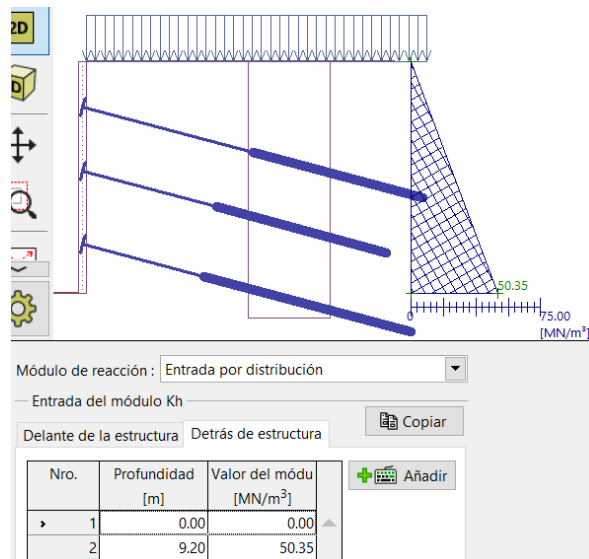 2D
D
50.35
0
75.00
[MN/m³]
Módulo de reacción : Entrada por distribución
Entrada del módulo Kh
Copiar
Delante de la estructura Detrás de estructura
Añadir
Nro. Profundidad Valor del módu
[m] [MN/m³]
1 0.00 0.00
2 9.20 50.35